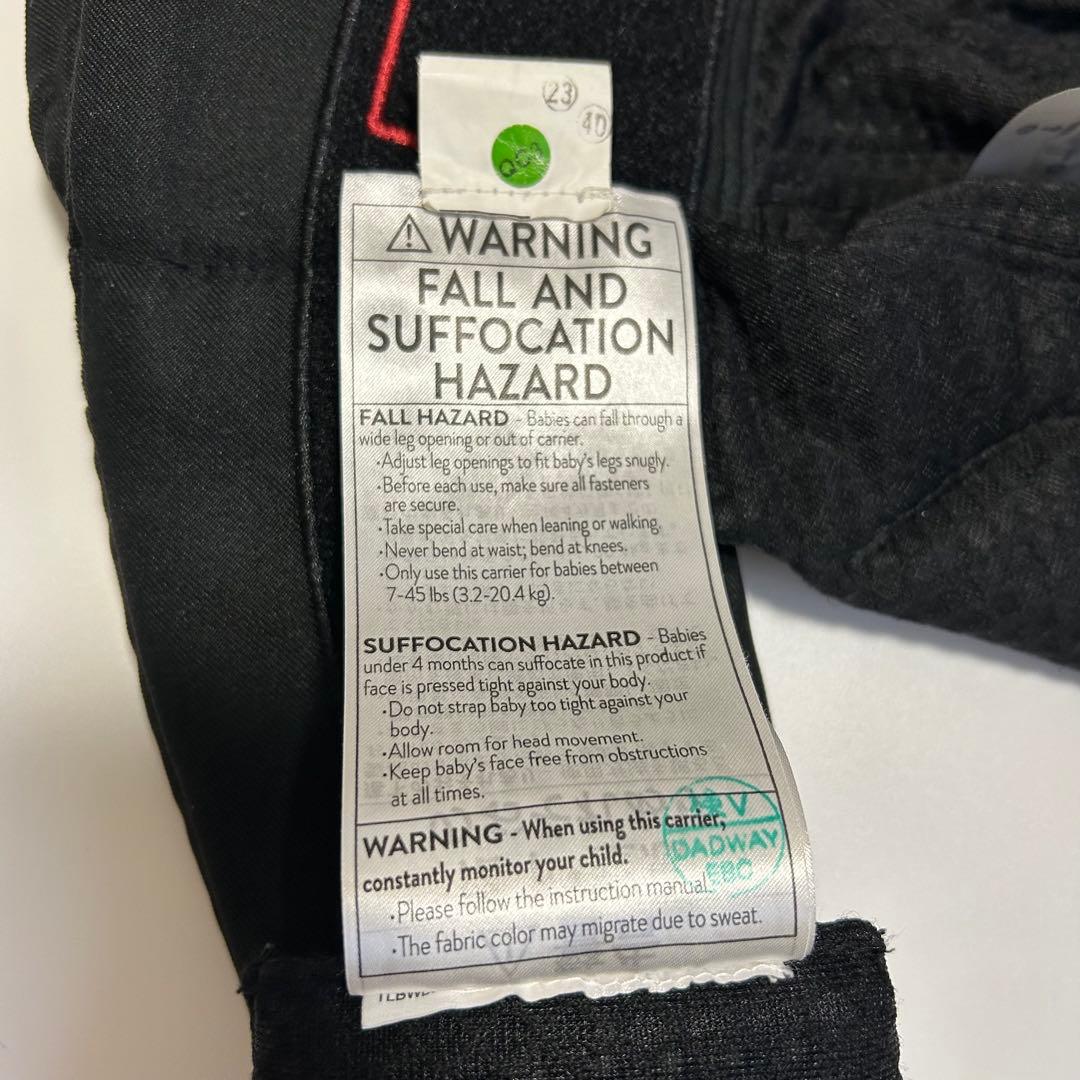 23
40
⚠ WARNING
FALL AND
SUFFOCATION
HAZARD
FALL HAZARD - Babies can fall through a
wide leg opening or out of carrier.
·Adjust leg openings to fit baby's legs snugly.
·Before each use, make sure all fasteners
are secure.
·Take special care when leaning or walking.
·Never bend at waist; bend at knees.
·Only use this carrier for babies between
7-45 lbs (3.2-20.4 kg).
SUFFOCATION HAZARD - Babies
under 4 months can suffocate in this product if
face is pressed tight against your body.
·Do not strap baby too tight against your
body.
·Allow room for head movement.
·Keep baby's face free from obstructions
at all times.
WARNING - When using this carrier,
constantly monitor your child.
·Please follow the instruction manual.
·The fabric color may migrate due to sweat.
検V
DADWAY
EBC